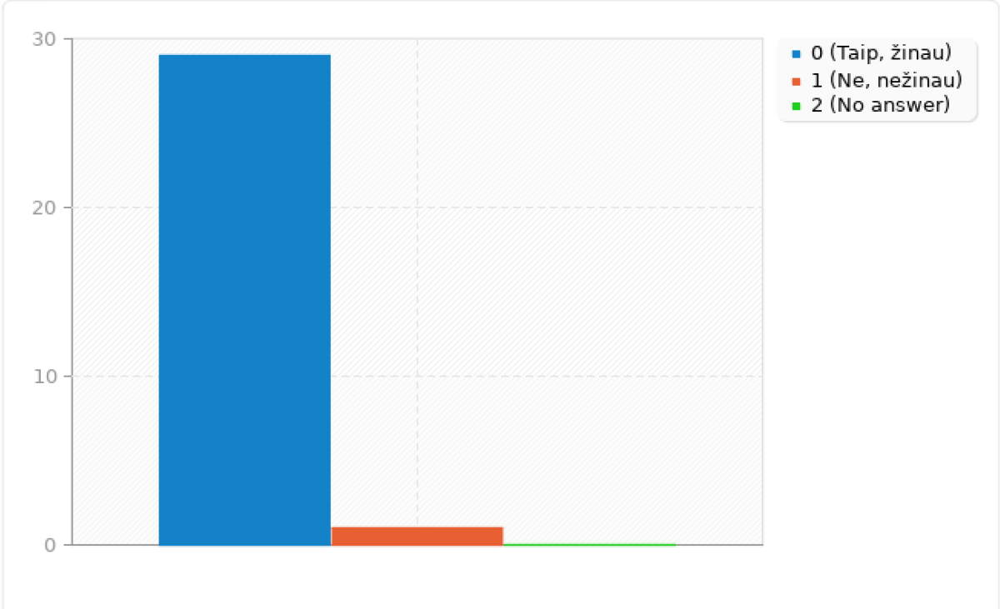 30
20
10
0
0 (Taip, žinau)
1 (Ne, nežinau)
2 (No answer)